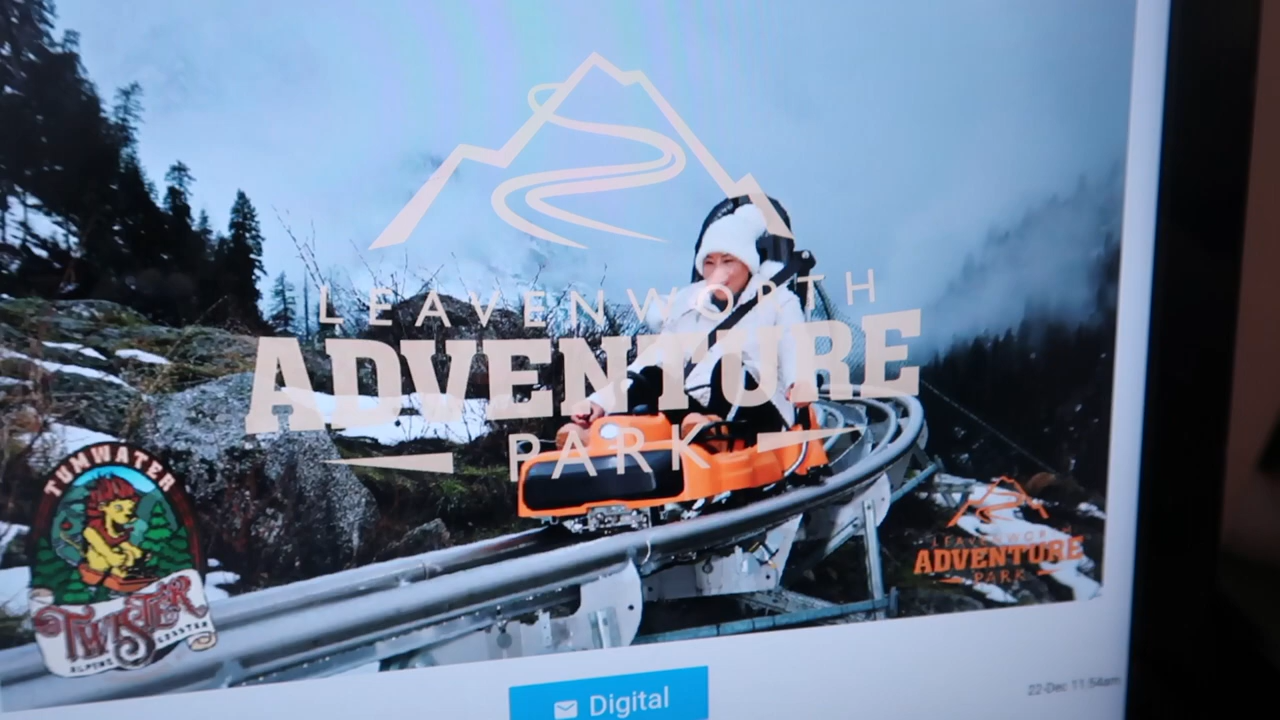 LEAVENWORTH
ADVENTURE
PARK
TUMWATER
TWISTER
ALPINE COASTER
LEAVENWORTH
ADVENTURE
PARK
Digital
22-Dec 11:54am